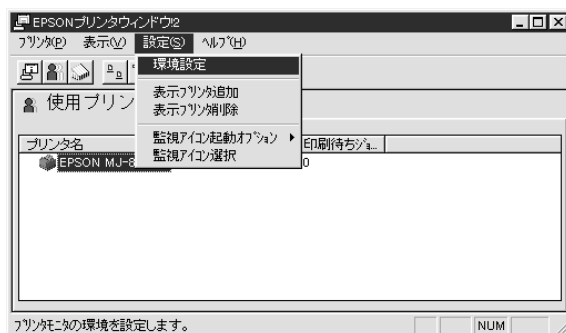 EPSONプリンタウィンドウ!2
プリンタ(P) 表示(V) 設定(S) ヘルプ(H)
環境設定
表示プリンタ追加
表示プリンタ削除
監視アイコン起動オプション
監視アイコン選択
使用プリン
プリンタ名 印刷待ちジョ...
EPSON MJ-8 0
プリンタモニタの環境を設定します。 NUM